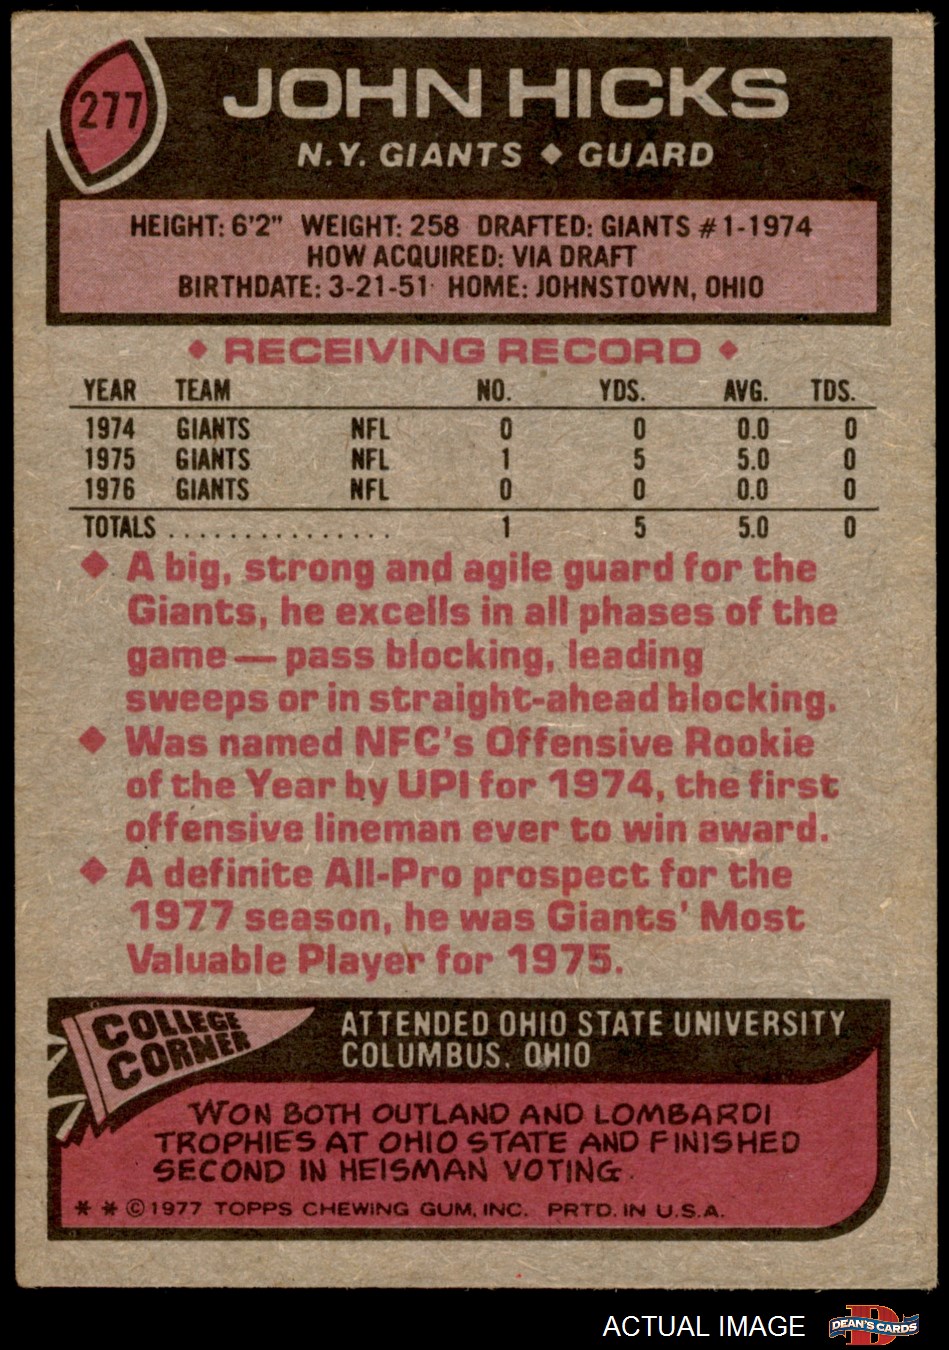 277
JOHN HICKS
N.Y. GIANTS ♦ GUARD
HEIGHT: 6'2" WEIGHT: 258 DRAFTED: GIANTS #1-1974
HOW ACQUIRED: VIA DRAFT
BIRTHDATE: 3-21-51 HOME: JOHNSTOWN, OHIO
♦ RECEIVING RECORD ♦
YEAR TEAM NO. YDS. AVG. TDS.
1974 GIANTS NFL 0 0 0.0 0
1975 GIANTS NFL 1 5 5.0 0
1976 GIANTS NFL 0 0 0.0 0
TOTALS ............... 1 5 5.0 0
♦ A big, strong and agile guard for the
Giants, he excells in all phases of the
game — pass blocking, leading
sweeps or in straight-ahead blocking.
♦ Was named NFC's Offensive Rookie
of the Year by UPI for 1974, the first
offensive lineman ever to win award.
♦ A definite All-Pro prospect for the
1977 season, he was Giants' Most
Valuable Player for 1975.
COLLEGE
CORNER
ATTENDED OHIO STATE UNIVERSITY
COLUMBUS, OHIO
WON BOTH OUTLAND AND LOMBARDI
TROPHIES AT OHIO STATE AND FINISHED
SECOND IN HEISMAN VOTING.
* * © 1977 TOPPS CHEWING GUM, INC. PRTD. IN U.S.A.
ACTUAL IMAGE
D
DEAN'S CARDS